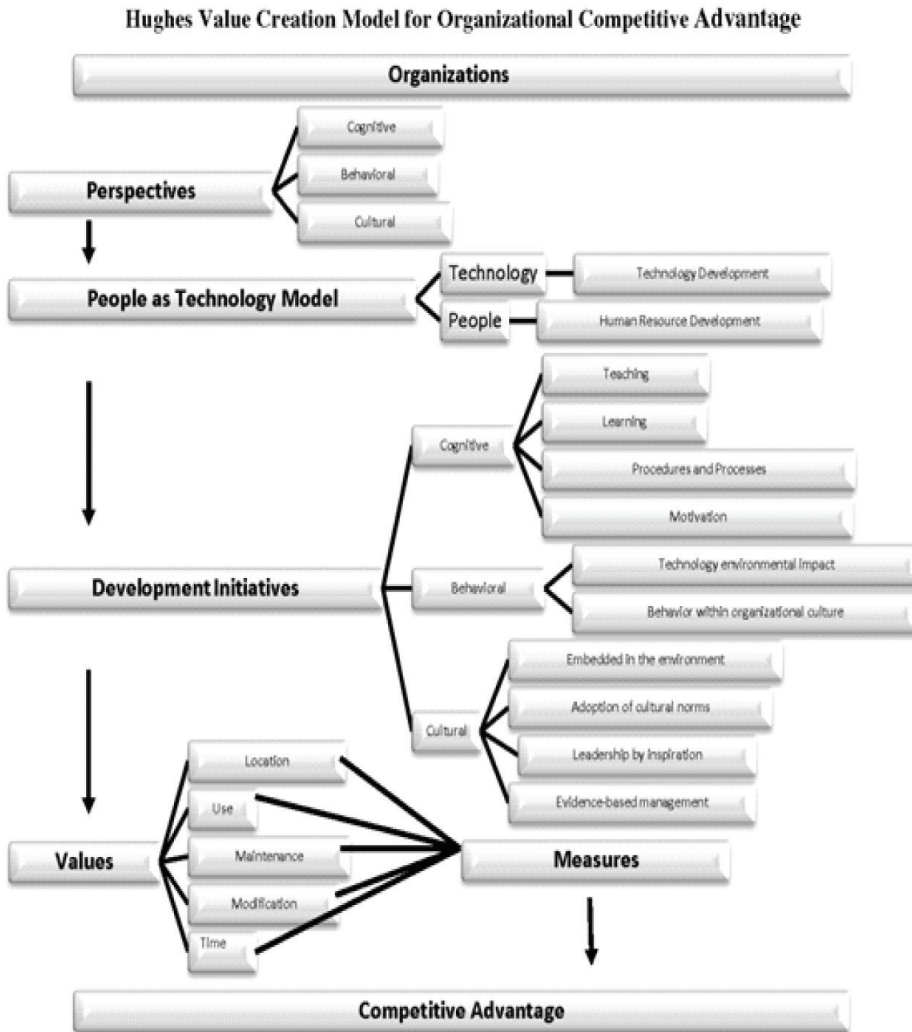 Hughes Value Creation Model for Organizational Competitive Advantage
Organizations
Cognitive
Behavioral
Perspectives
Cultural
Technology
Technology Development
People as Technology Model
People
Human Resource Development
Teaching
Learning
Cognitive
Procedures and Processes
Motivation
Technology environmental impact
Development Initiatives
Behavioral
Behavior within organizational culture
Embedded in the environment
Adoption of cultural norms
Cultural
Leadership by inspiration
Evidence-based management
Location
Use
Values
Maintenance
Measures
Modification
Time
Competitive Advantage